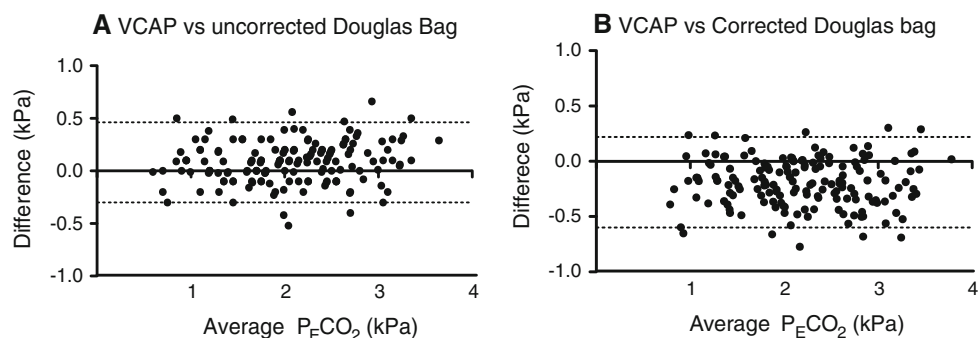 A VCAP vs uncorrected Douglas Bag
Difference (kPa)
1.0
0.5
0.0
-0.5
-1.0
1 2 3 4
Average PECO2 (kPa)
B VCAP vs Corrected Douglas bag
Differece (kPa)
1.0
0.5
0.0
-0.5
-1.0
1 2 3 4
Average PECO2 (kPa)